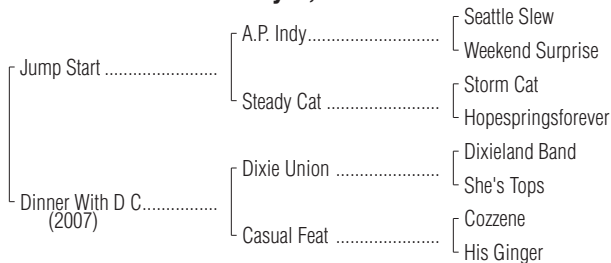 Seattle Slew
A.P. Indy
Weekend Surprise
Jump Start
Storm Cat
Steady Cat
Hopespringsforever
Dixieland Band
Dixie Union
She's Tops
Dinner With D C
(2007)
Cozzene
Casual Feat
His Ginger